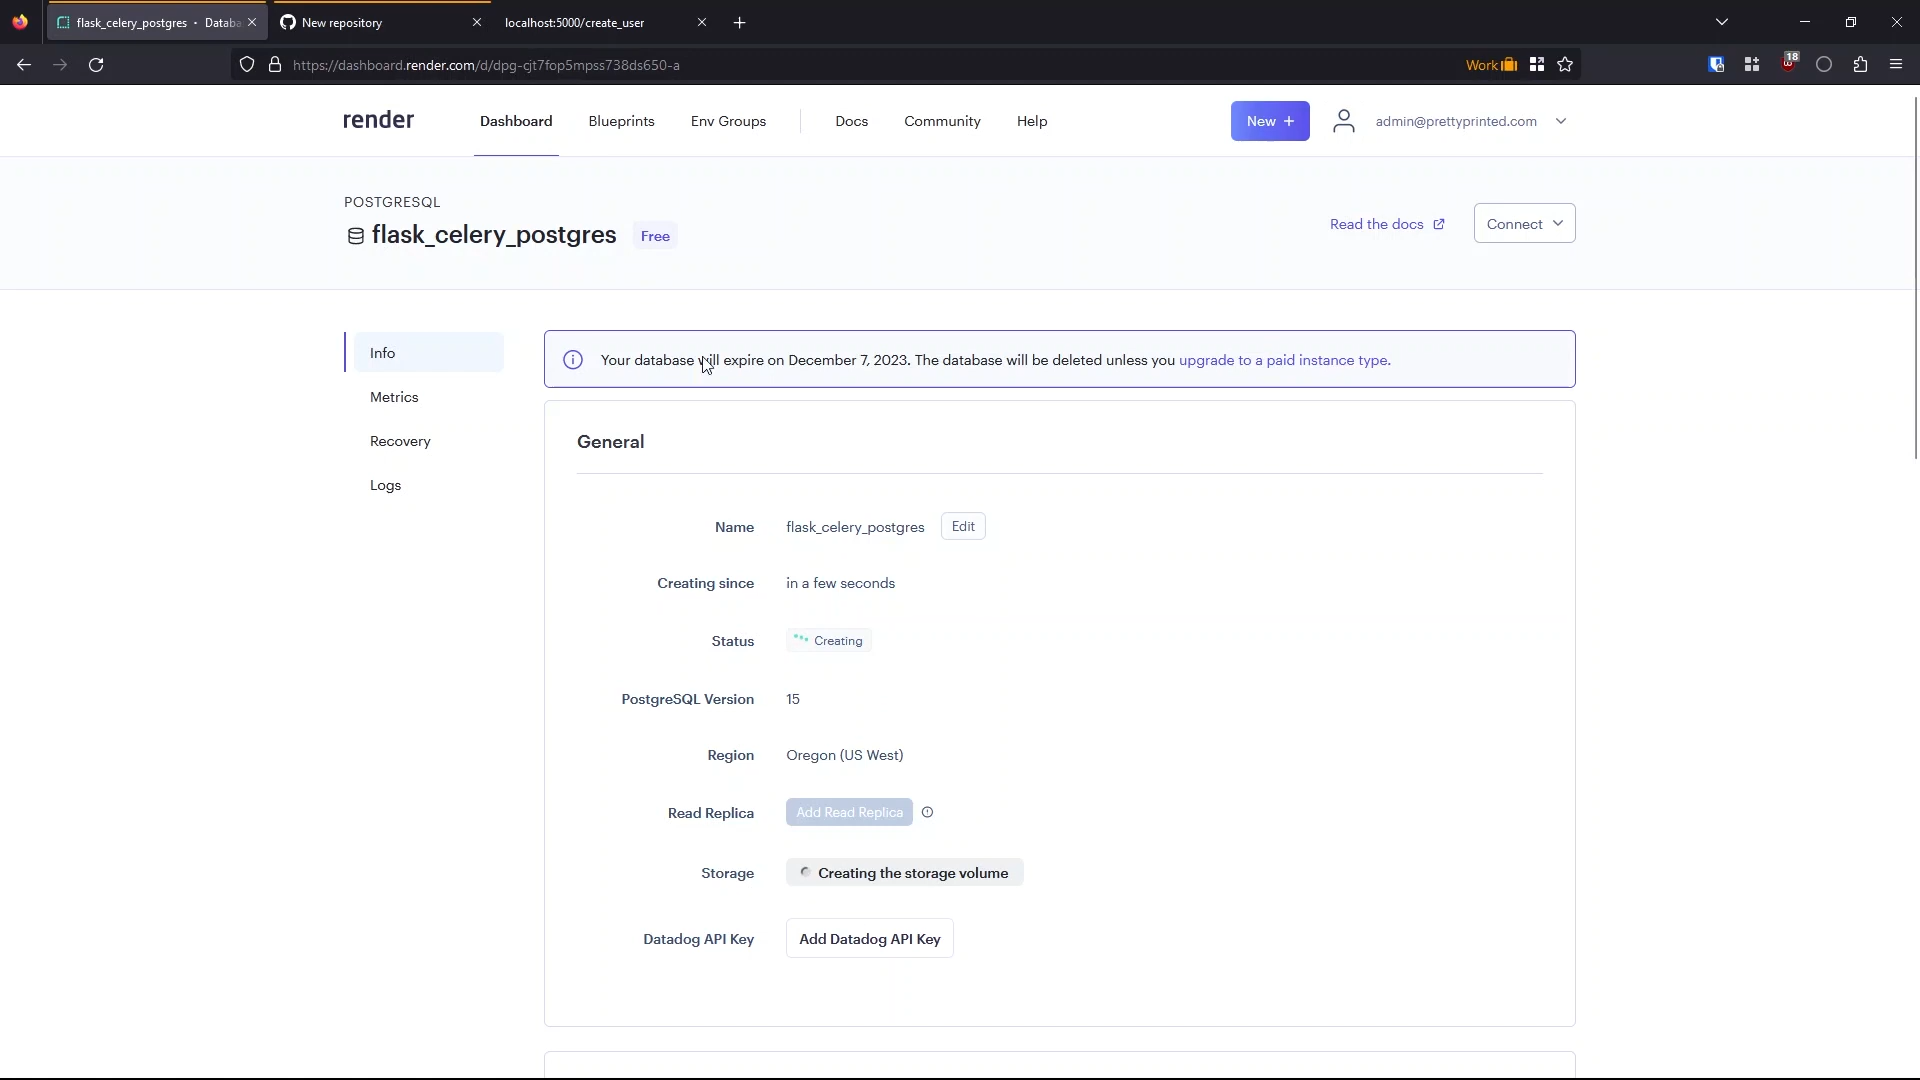 flask_celery_postgres · Databa
New repository
localhost:5000/create_user
https://dashboard.render.com/d/dpg-cjt7fop5mpss738ds650-a
Work
18
render
Dashboard
Blueprints
Env Groups
Docs
Community
Help
New +
admin@prettyprinted.com
POSTGRESQL
flask_celery_postgres
Free
Read the docs
Connect
Info
Metrics
Recovery
Logs
Your database will expire on December 7, 2023. The database will be deleted unless you upgrade to a paid instance type.
General
Name flask_celery_postgres Edit
Creating since in a few seconds
Status Creating
PostgreSQL Version 15
Region Oregon (US West)
Read Replica Add Read Replica
Storage Creating the storage volume
Datadog API Key Add Datadog API Key